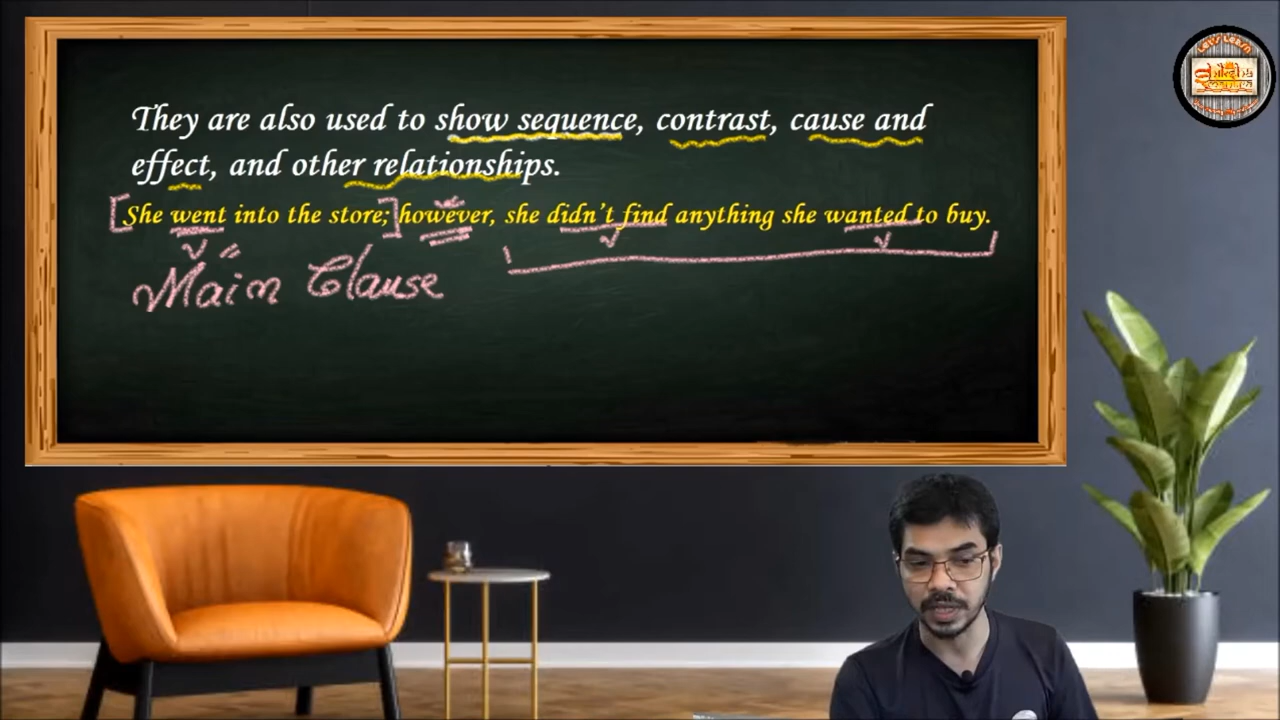 They are also used to show sequence, contrast, cause and
effect, and other relationships.
She went into the store; however, she didn't find anything she wanted to buy.
Main Clause